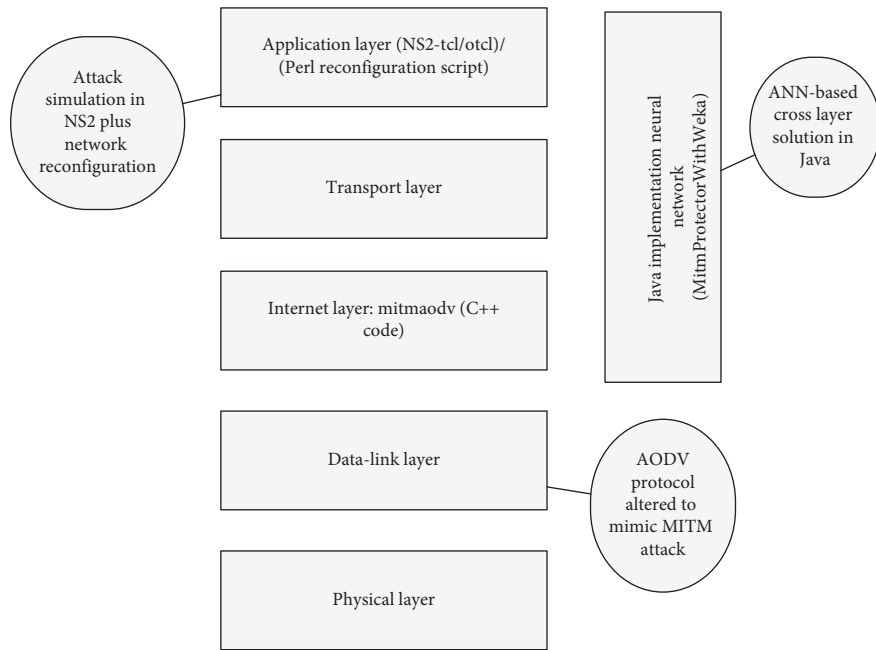 Attack
simulation in
NS2 plus
network
reconfiguration
Application layer (NS2-tcl/otcl)/
(Perl reconfiguration script)
Transport layer
Internet layer: mitmaodv (C++
code)
Data-link layer
Physical layer
Java implementation neural
network
(MitmProtectorWithWeka)
ANN-based
cross layer
solution in
Java
AODV
protocol
altered to
mimic MITM
attack